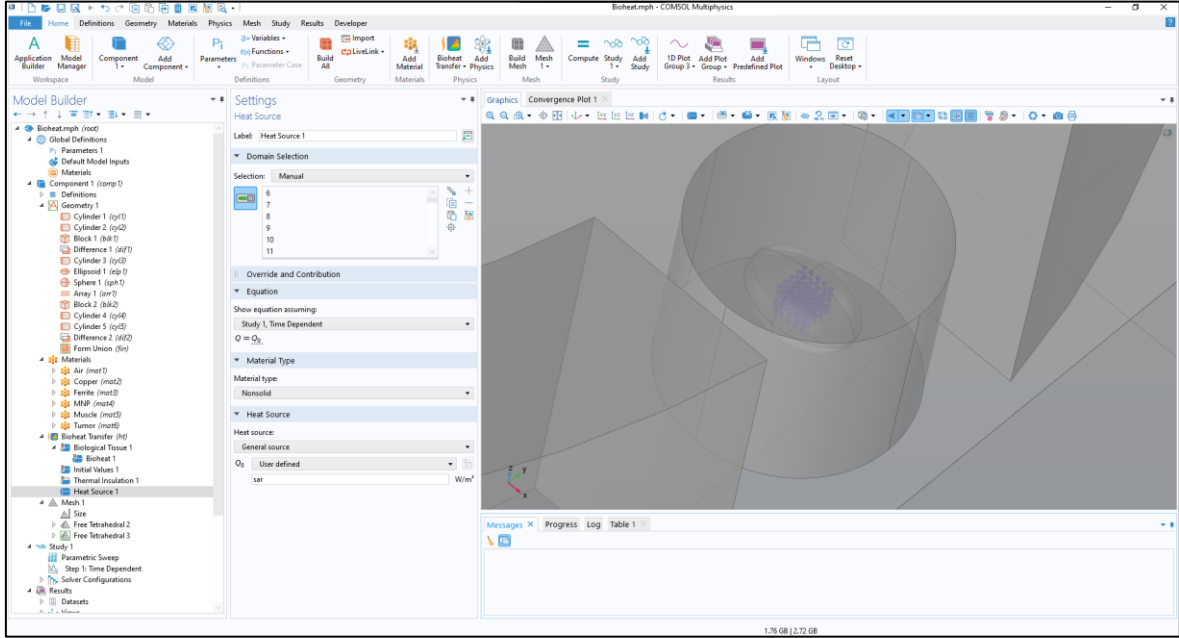 Bioheat.mph - COMSOL Multiphysics
File Home Definitions Geometry Materials Physics Mesh Study Results Developer
Application Builder
Model Manager
Workspace
Component 1
Add Component
Model
Pi
Parameters
a= Variables
f(x) Functions
Pi Parameter Case
Definitions
Build All
Import
LiveLink
Geometry
Add Material
Materials
Bioheat Transfer
Add Physics
Physics
Build Mesh
Mesh 1
Mesh
Compute
Study 1
Add Study
Study
1D Plot Group 3
Add Plot Group
Add Predefined Plot
Results
Windows
Reset Desktop
Layout
Model Builder
Bioheat.mph (root)
Global Definitions
Pi Parameters 1
Default Model Inputs
Materials
Component 1 (comp1)
Definitions
Geometry 1
Cylinder 1 (cyl1)
Cylinder 2 (cyl2)
Block 1 (blk1)
Difference 1 (dif1)
Cylinder 3 (cyl3)
Ellipsoid 1 (elp1)
Sphere 1 (sph1)
Array 1 (arr1)
Block 2 (blk2)
Cylinder 4 (cyl4)
Cylinder 5 (cyl5)
Difference 2 (dif2)
Form Union (fin)
Materials
Air (mat1)
Copper (mat2)
Ferrite (mat3)
MNP (mat4)
Muscle (mat5)
Tumor (mat6)
Bioheat Transfer (ht)
Biological Tissue 1
Bioheat 1
Initial Values 1
Thermal Insulation 1
Heat Source 1
Mesh 1
Size
Free Tetrahedral 2
Free Tetrahedral 3
Study 1
Parametric Sweep
Step 1: Time Dependent
Solver Configurations
Results
Datasets
Views
Settings
Heat Source
Label: Heat Source 1
Domain Selection
Selection: Manual
6
7
8
9
10
11
Override and Contribution
Equation
Show equation assuming:
Study 1, Time Dependent
Q = Q0
Material Type
Material type:
Nonsolid
Heat Source
Heat source:
General source
Q0 User defined
sar W/m³
Graphics Convergence Plot 1
z y
x
Messages Progress Log Table 1
1.76 GB | 2.72 GB